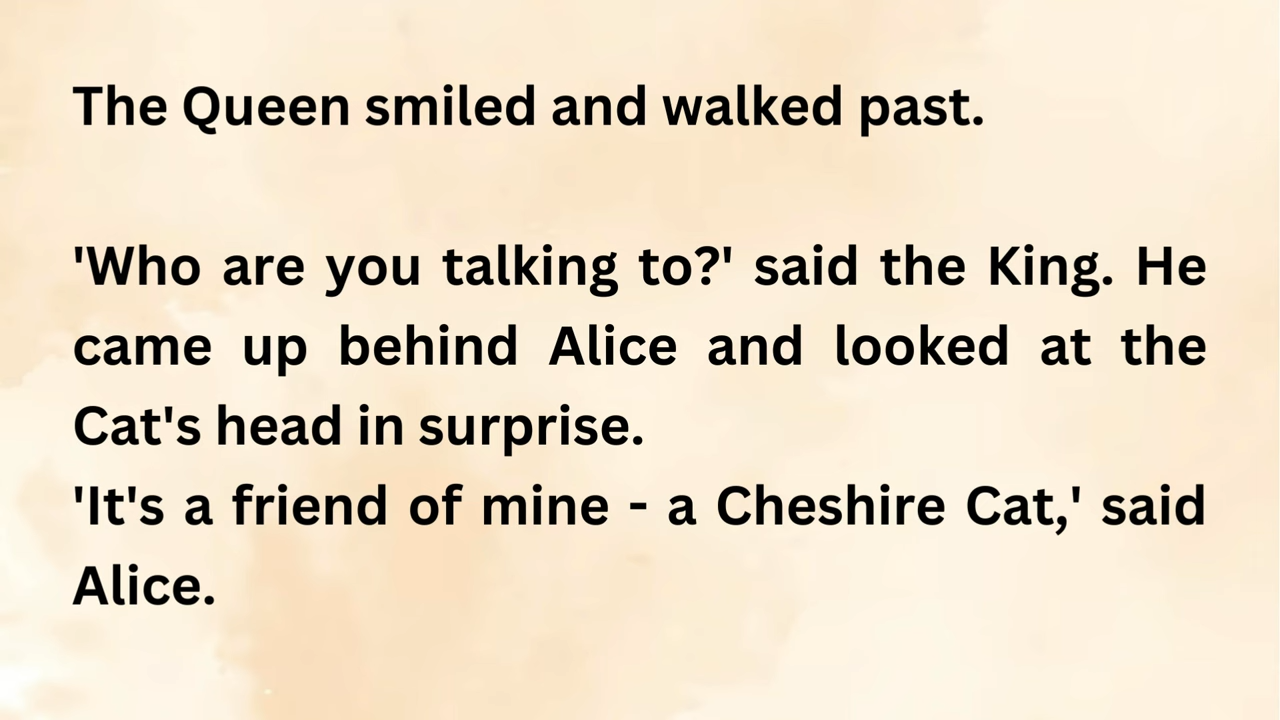 The Queen smiled and walked past.
'Who are you talking to?' said the King. He
came up behind Alice and looked at the
Cat's head in surprise.
'It's a friend of mine - a Cheshire Cat,' said
Alice.